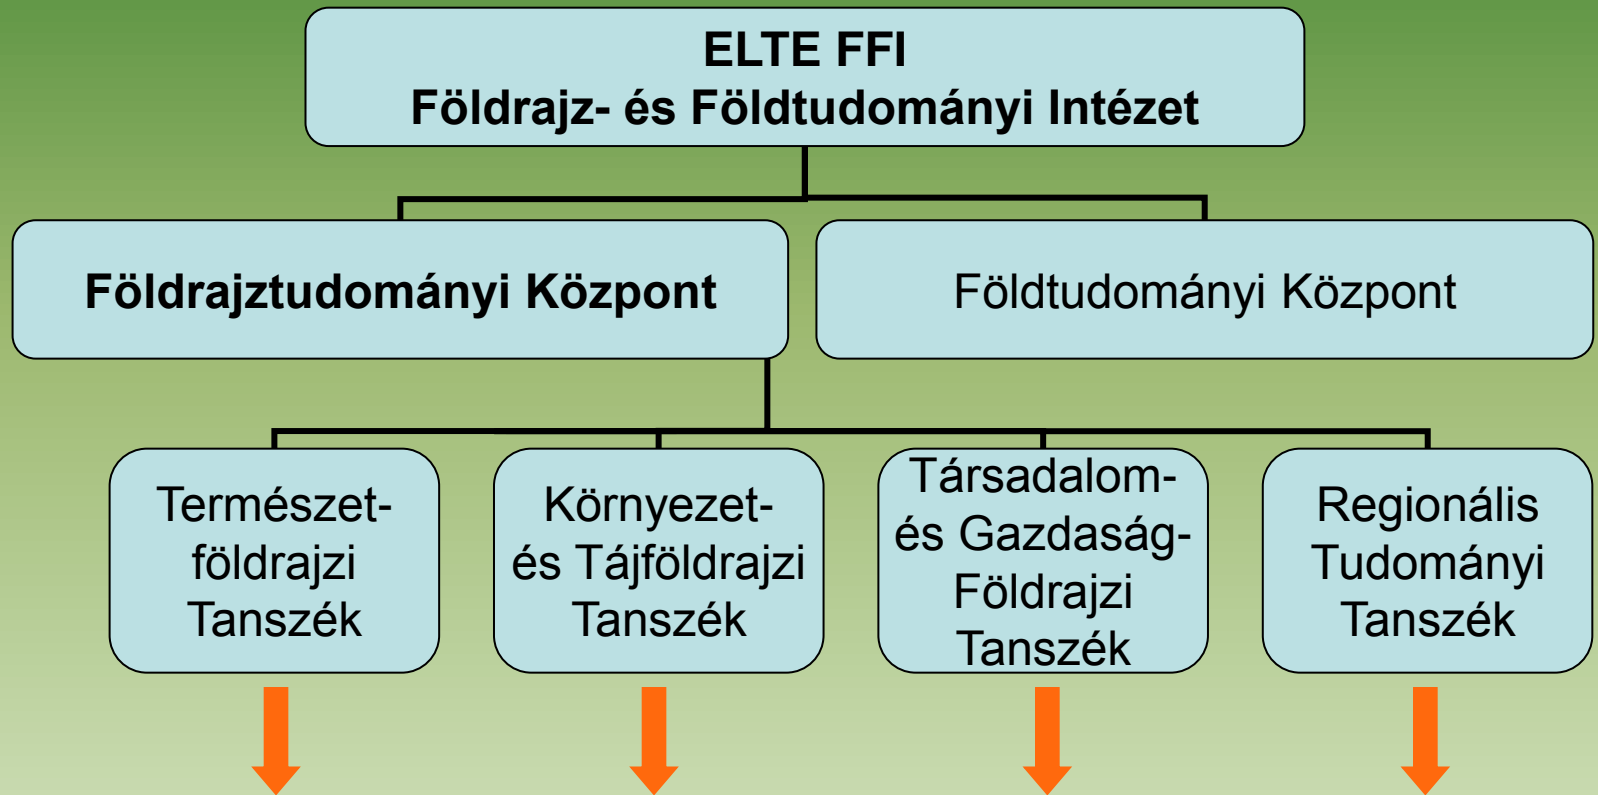 ELTE FFI
Földrajz- és Földtudományi Intézet
Földrajztudományi Központ
Földtudományi Központ
Természet-
földrajzi
Tanszék
Környezet-
és Tájföldrajzi
Tanszék
Társadalom-
és Gazdaság-
Földrajzi
Tanszék
Regionális
Tudományi
Tanszék